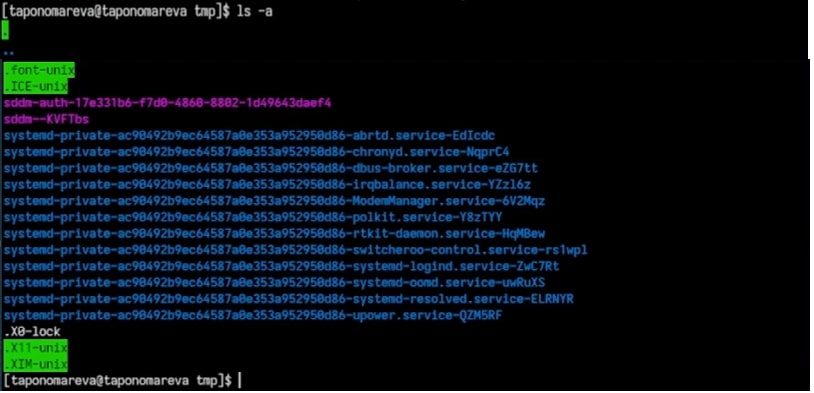 [taponomareva@taponomareva tmp]$ ls -a
.
..
.font-unix
.ICE-unix
sddm-auth-17e331b6-f7d0-4860-8802-1d49643daef4
sddm--KVFTbs
systemd-private-ac90492b9ec64587a0e353a952950d86-abrtd.service-EdIcdc
systemd-private-ac90492b9ec64587a0e353a952950d86-chronyd.service-NqprC4
systemd-private-ac90492b9ec64587a0e353a952950d86-dbus-broker.service-eZG7tt
systemd-private-ac90492b9ec64587a0e353a952950d86-irqbalance.service-YZzl6z
systemd-private-ac90492b9ec64587a0e353a952950d86-ModemManager.service-6V2Mqz
systemd-private-ac90492b9ec64587a0e353a952950d86-polkit.service-Y8zTYY
systemd-private-ac90492b9ec64587a0e353a952950d86-rtkit-daemon.service-HqMBew
systemd-private-ac90492b9ec64587a0e353a952950d86-switcheroo-control.service-rs1wpl
systemd-private-ac90492b9ec64587a0e353a952950d86-systemd-logind.service-ZwC7Rt
systemd-private-ac90492b9ec64587a0e353a952950d86-systemd-oomd.service-uwRuXS
systemd-private-ac90492b9ec64587a0e353a952950d86-systemd-resolved.service-ELRNYR
systemd-private-ac90492b9ec64587a0e353a952950d86-upower.service-QZM5RF
.X0-lock
.X11-unix
.XIM-unix
[taponomareva@taponomareva tmp]$